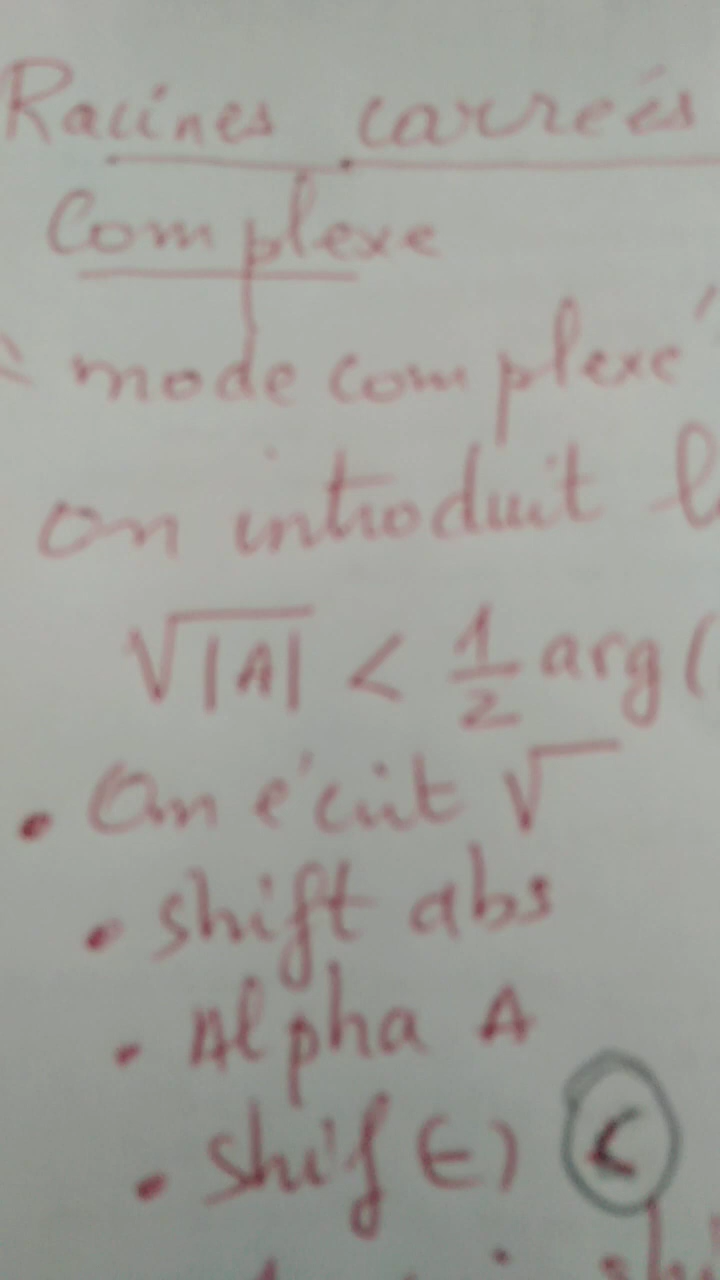 Racines carrées
Complexe
mode complexe
on introduit
√|A| < 1/2 arg(
. On écrit √
. shift abs
. Alpha A
. shif (-) <